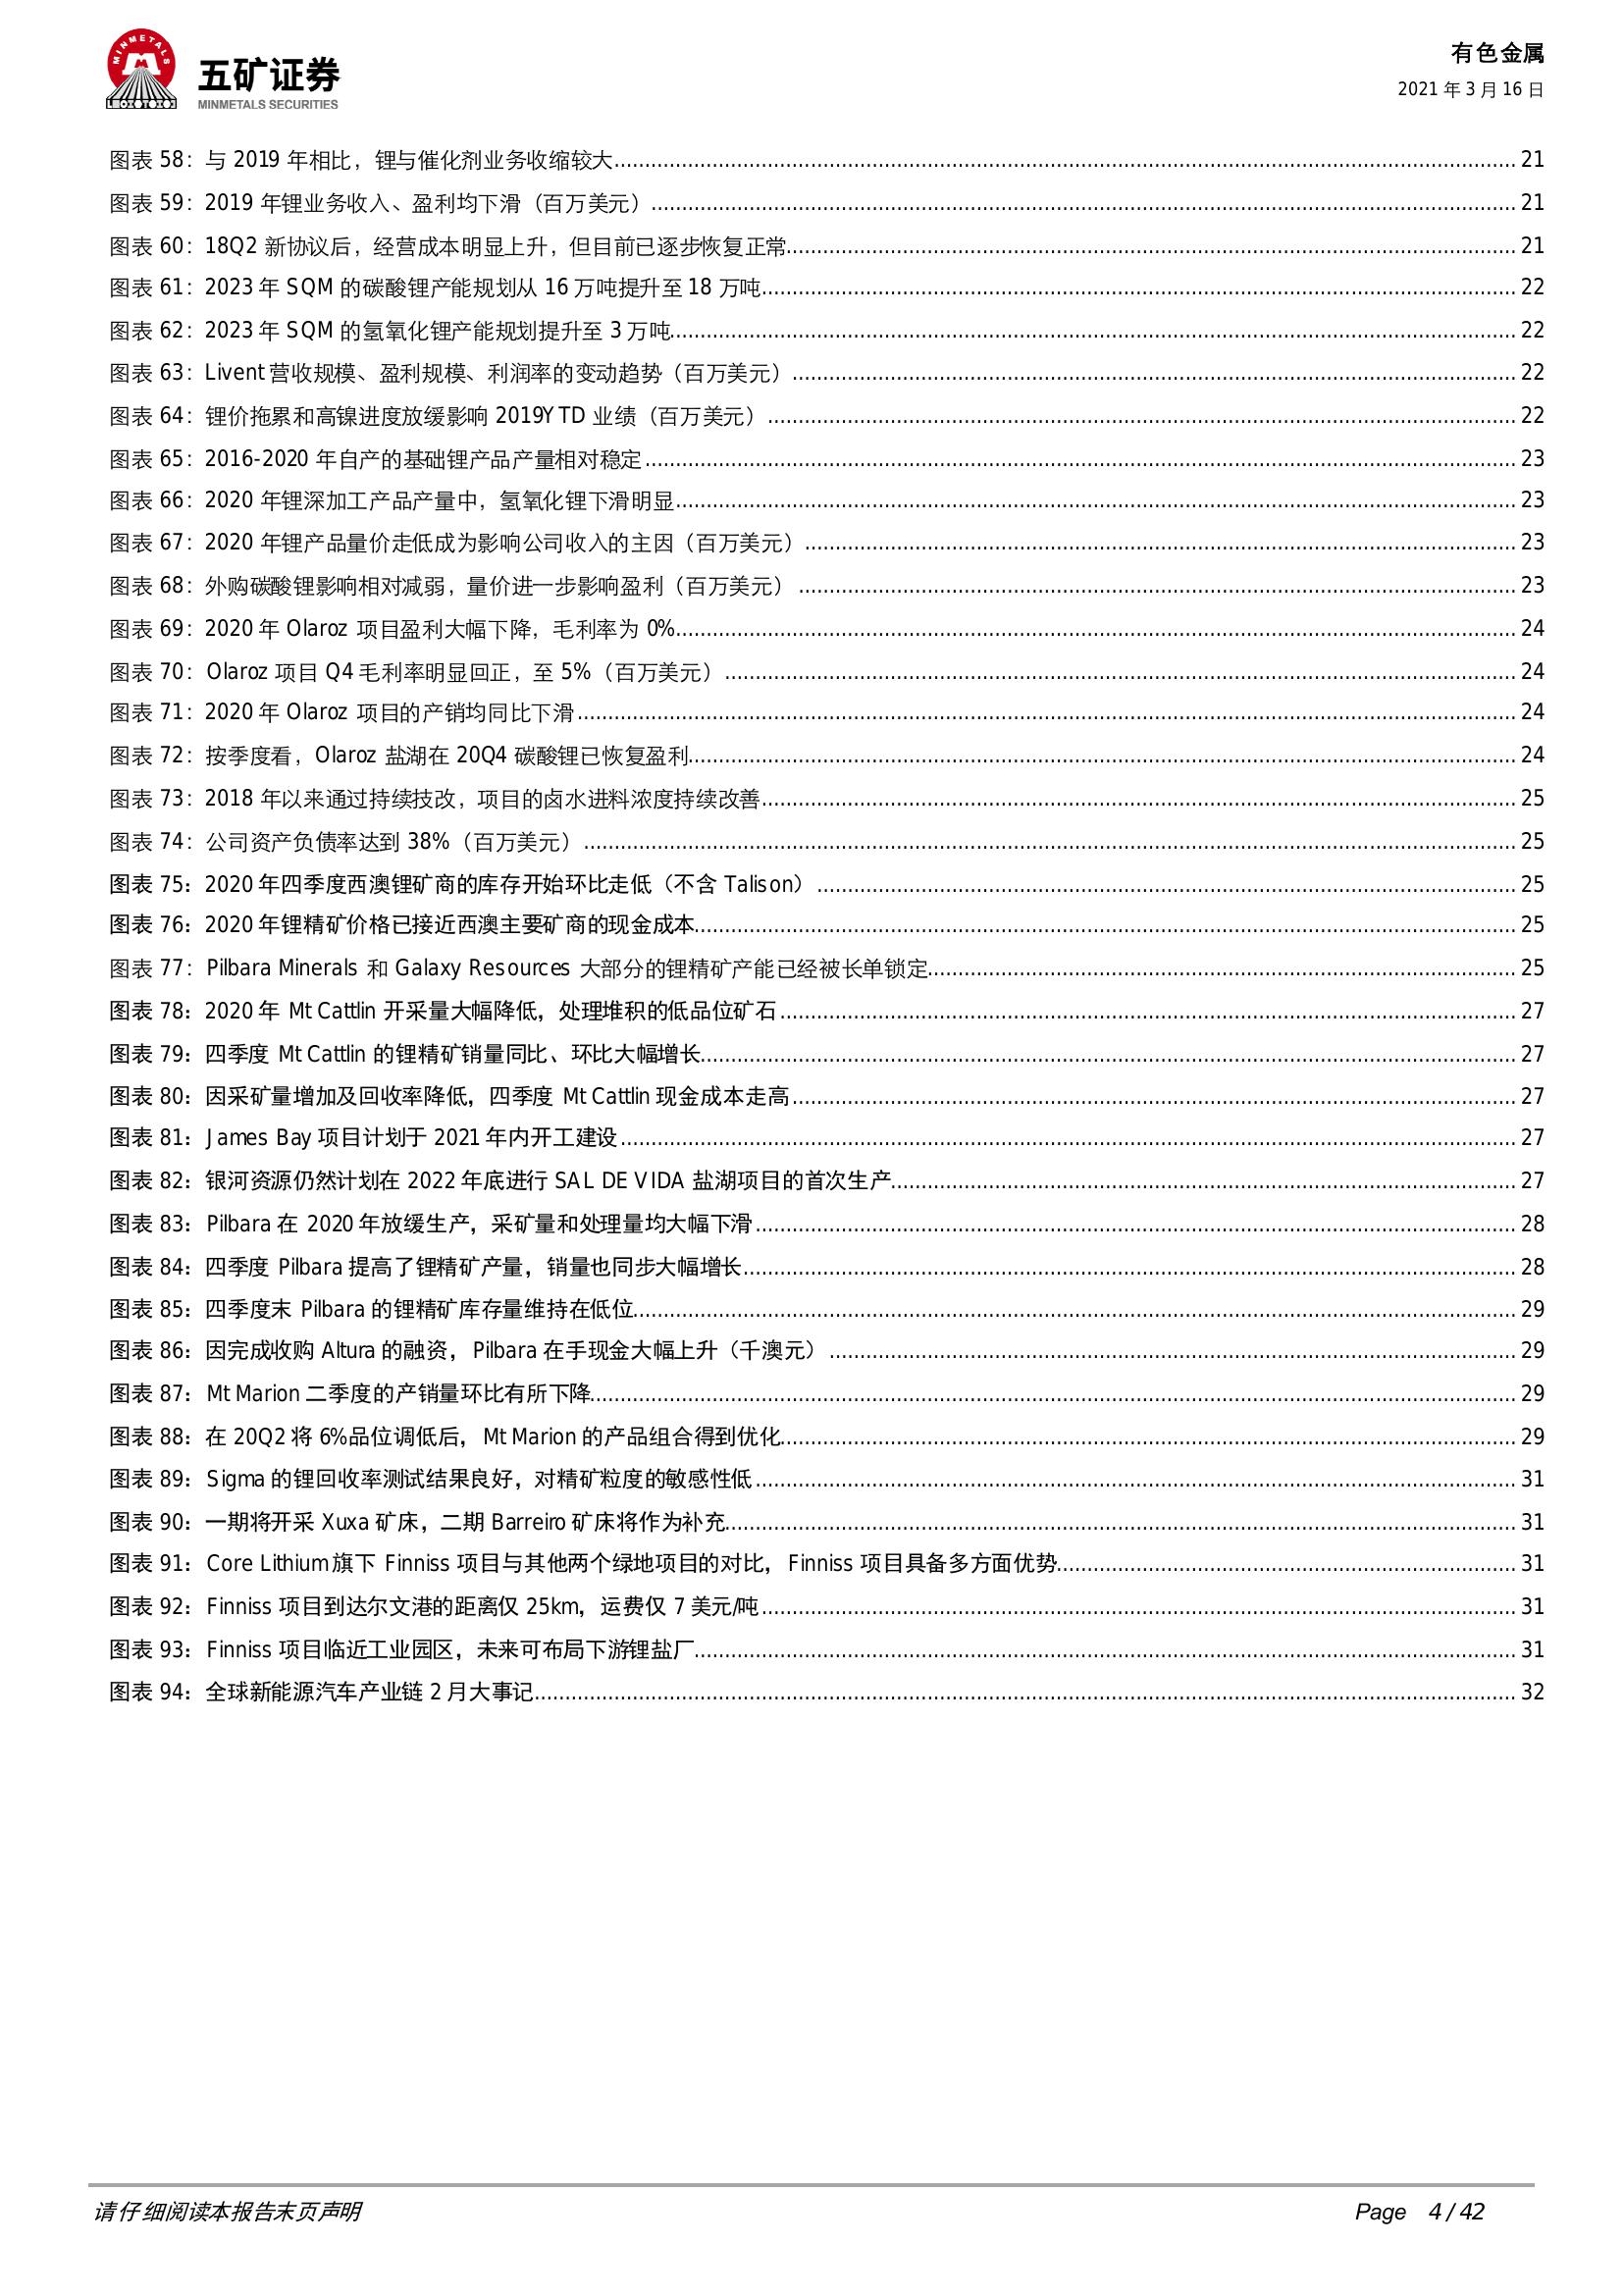 MINMETALS
五矿证券
MINMETALS SECURITIES
有色金属
2021 年 3 月 16 日
图表 58：与 2019 年相比，锂与催化剂业务收缩较大 21
图表 59：2019 年锂业务收入、盈利均下滑（百万美元） 21
图表 60：18Q2 新协议后，经营成本明显上升，但目前已逐步恢复正常 21
图表 61：2023 年 SQM 的碳酸锂产能规划从 16 万吨提升至 18 万吨 22
图表 62：2023 年 SQM 的氢氧化锂产能规划提升至 3 万吨 22
图表 63：Livent 营收规模、盈利规模、利润率的变动趋势（百万美元） 22
图表 64：锂价拖累和高镍进度放缓影响 2019YTD 业绩（百万美元） 22
图表 65：2016-2020 年自产的基础锂产品产量相对稳定 23
图表 66：2020 年锂深加工产品产量中，氢氧化锂下滑明显 23
图表 67：2020 年锂产品量价走低成为影响公司收入的主因（百万美元） 23
图表 68：外购碳酸锂影响相对减弱，量价进一步影响盈利（百万美元） 23
图表 69：2020 年 Olaroz 项目盈利大幅下降，毛利率为 0% 24
图表 70：Olaroz 项目 Q4 毛利率明显回正，至 5%（百万美元） 24
图表 71：2020 年 Olaroz 项目的产销均同比下滑 24
图表 72：按季度看，Olaroz 盐湖在 20Q4 碳酸锂已恢复盈利 24
图表 73：2018 年以来通过持续技改，项目的卤水进料浓度持续改善 25
图表 74：公司资产负债率达到 38%（百万美元） 25
图表 75：2020 年四季度西澳锂矿商的库存开始环比走低（不含 Talison） 25
图表 76：2020 年锂精矿价格已接近西澳主要矿商的现金成本 25
图表 77：Pilbara Minerals 和 Galaxy Resources 大部分的锂精矿产能已经被长单锁定 25
图表 78：2020 年 Mt Cattlin 开采量大幅降低，处理堆积的低品位矿石 27
图表 79：四季度 Mt Cattlin 的锂精矿销量同比、环比大幅增长 27
图表 80：因采矿量增加及回收率降低，四季度 Mt Cattlin 现金成本走高 27
图表 81：James Bay 项目计划于 2021 年内开工建设 27
图表 82：银河资源仍然计划在 2022 年底进行 SAL DE VIDA 盐湖项目的首次生产 27
图表 83：Pilbara 在 2020 年放缓生产，采矿量和处理量均大幅下滑 28
图表 84：四季度 Pilbara 提高了锂精矿产量，销量也同步大幅增长 28
图表 85：四季度末 Pilbara 的锂精矿库存量维持在低位 29
图表 86：因完成收购 Altura 的融资，Pilbara 在手现金大幅上升（千澳元） 29
图表 87：Mt Marion 二季度的产销量环比有所下降 29
图表 88：在 20Q2 将 6%品位调低后，Mt Marion 的产品组合得到优化 29
图表 89：Sigma 的锂回收率测试结果良好，对精矿粒度的敏感性低 31
图表 90：一期将开采 Xuxa 矿床，二期 Barreiro 矿床将作为补充 31
图表 91：Core Lithium 旗下 Finniss 项目与其他两个绿地项目的对比，Finniss 项目具备多方面优势 31
图表 92：Finniss 项目到达尔文港的距离仅 25km，运费仅 7 美元/吨 31
图表 93：Finniss 项目临近工业园区，未来可布局下游锂盐厂 31
图表 94：全球新能源汽车产业链 2 月大事记 32
请仔细阅读本报告末页声明
Page 4 / 42